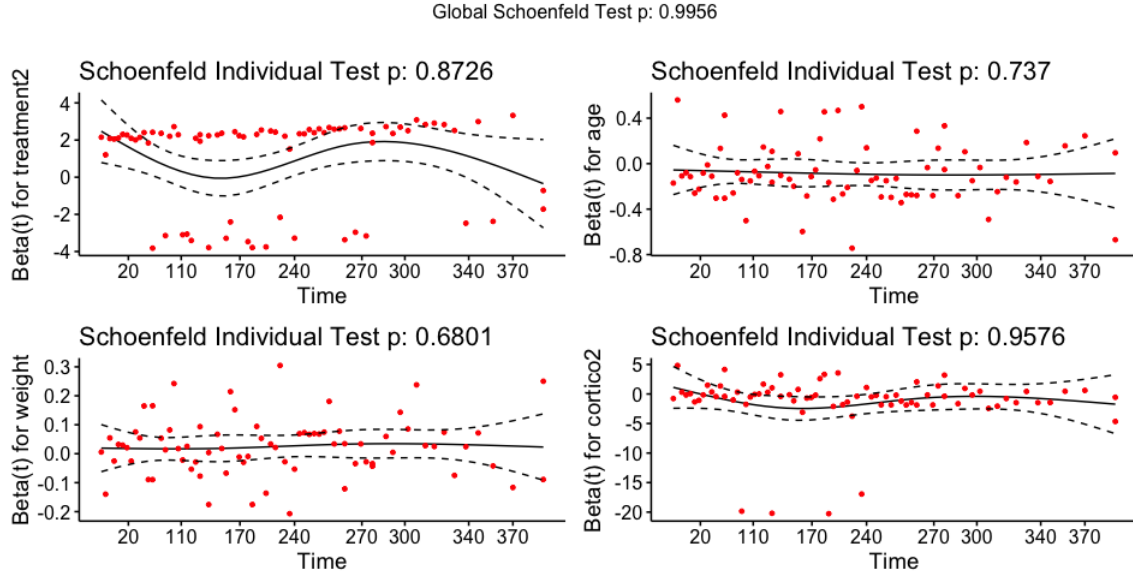 Global Schoenfeld Test p: 0.9956
Schoenfeld Individual Test p: 0.8726
Beta(t) for treatment2
4
2
0
-2
-4
20 110 170 240 270 300 340 370
Time
Schoenfeld Individual Test p: 0.737
Beta(t) for age
0.4
0.0
-0.4
-0.8
20 110 170 240 270 300 340 370
Time
Schoenfeld Individual Test p: 0.6801
Beta(t) for weight
0.3
0.2
0.1
0.0
-0.1
-0.2
20 110 170 240 270 300 340 370
Time
Schoenfeld Individual Test p: 0.9576
Beta(t) for cortico2
5
0
-5
-10
-15
-20
20 110 170 240 270 300 340 370
Time